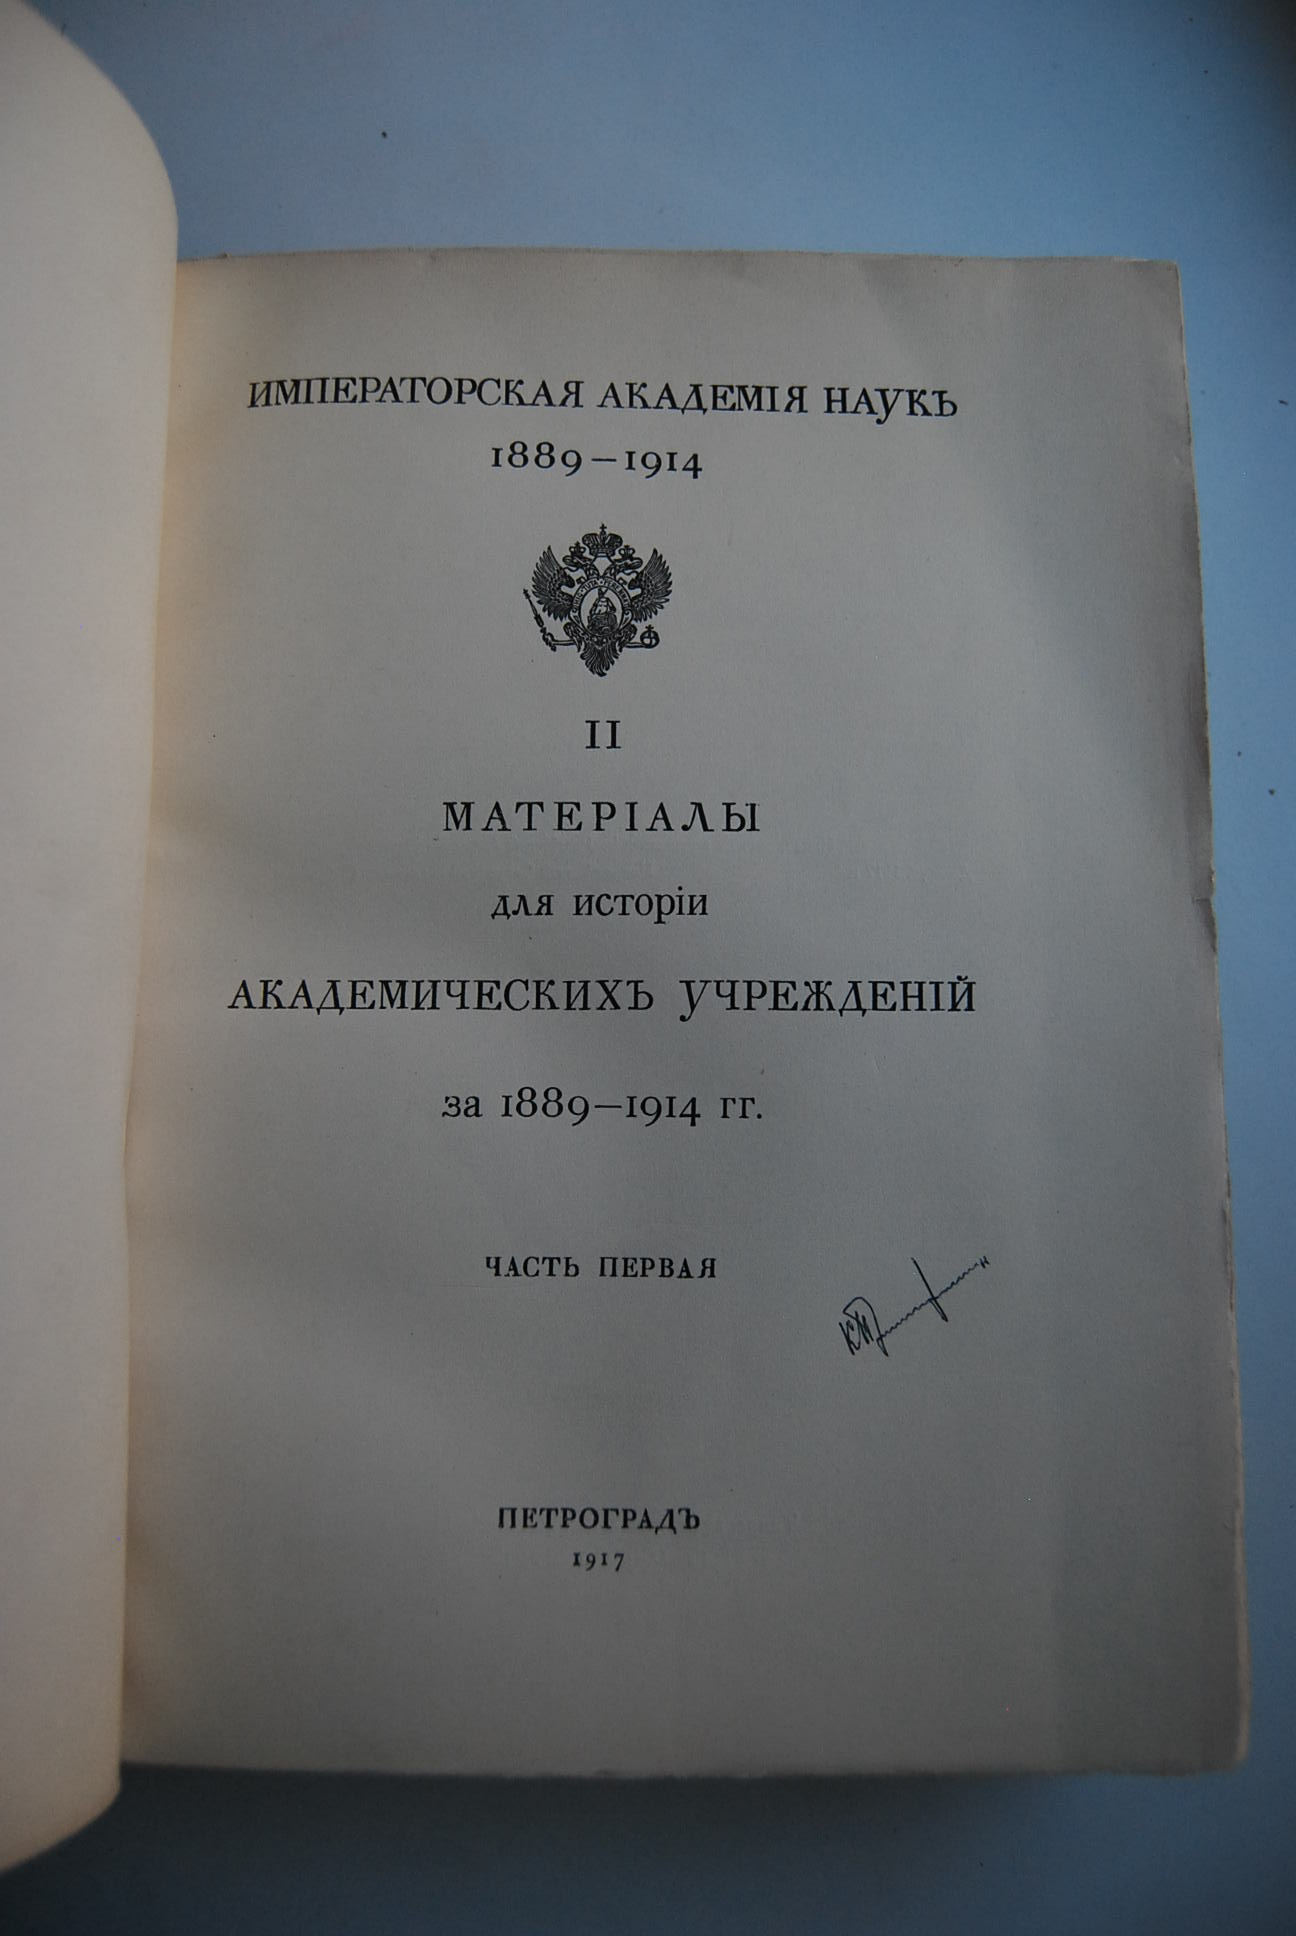 ИМПЕРАТОРСКАЯ АКАДЕМІЯ НАУКЪ
1889–1914
II
МАТЕРІАЛЫ
для исторіи
АКАДЕМИЧЕСКИХЪ УЧРЕЖДЕНІЙ
за 1889–1914 гг.
ЧАСТЬ ПЕРВАЯ
ПЕТРОГРАДЪ
1917